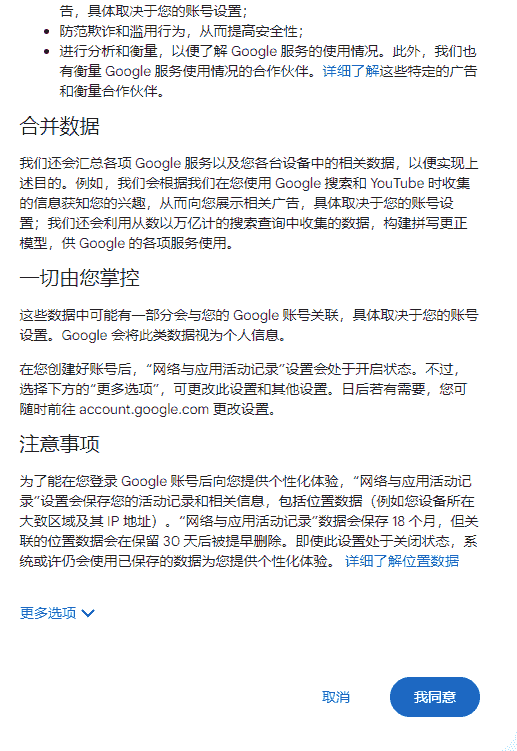 告，具体取决于您的账号设置；
• 防范欺诈和滥用行为，从而提高安全性；
• 进行分析和衡量，以便了解 Google 服务的使用情况。此外，我们也
有衡量 Google 服务使用情况的合作伙伴。详细了解这些特定的广告
和衡量合作伙伴。
合并数据
我们还会汇总各项 Google 服务以及您各台设备中的相关数据，以便实现上
述目的。例如，我们会根据我们在您使用 Google 搜索和 YouTube 时收集
的信息获知您的兴趣，从而向您展示相关广告，具体取决于您的账号设
置；我们还会利用从数以万亿计的搜索查询中收集的数据，构建拼写更正
模型，供 Google 的各项服务使用。
一切由您掌控
这些数据中可能有一部分会与您的 Google 账号关联，具体取决于您的账号
设置。Google 会将此类数据视为个人信息。
在您创建好账号后，“网络与应用活动记录”设置会处于开启状态。不过，
选择下方的“更多选项”，可更改此设置和其他设置。日后若有需要，您可
随时前往 account.google.com 更改设置。
注意事项
为了能在您登录 Google 账号后向您提供个性化体验，“网络与应用活动记
录”设置会保存您的活动记录和相关信息，包括位置数据（例如您设备所在
大致区域及其 IP 地址）。“网络与应用活动记录”数据会保存 18 个月，但关
联的位置数据会在保留 30 天后被提早删除。即使此设置处于关闭状态，系
统或许仍会使用已保存的数据为您提供个性化体验。 详细了解位置数据
更多选项
取消
我同意